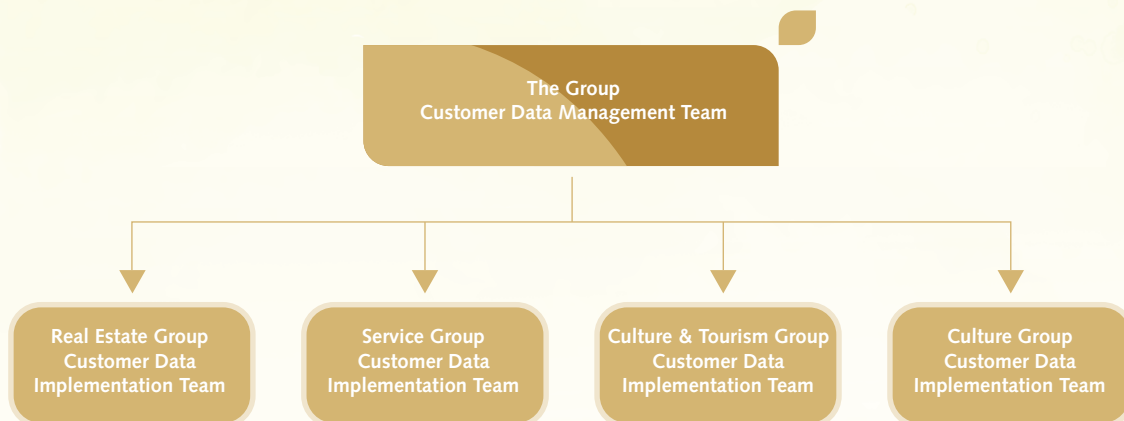 The Group
Customer Data Management Team
Real Estate Group
Customer Data
Implementation Team
Service Group
Customer Data
Implementation Team
Culture & Tourism Group
Customer Data
Implementation Team
Culture Group
Customer Data
Implementation Team